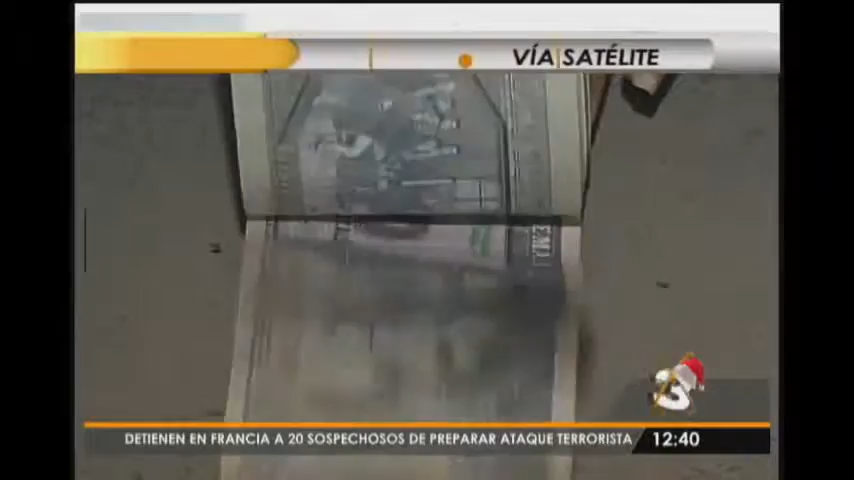 VÍA SATÉLITE
DETIENEN EN FRANCIA A 20 SOSPECHOSOS DE PREPARAR ATAQUE TERRORISTA
12:40